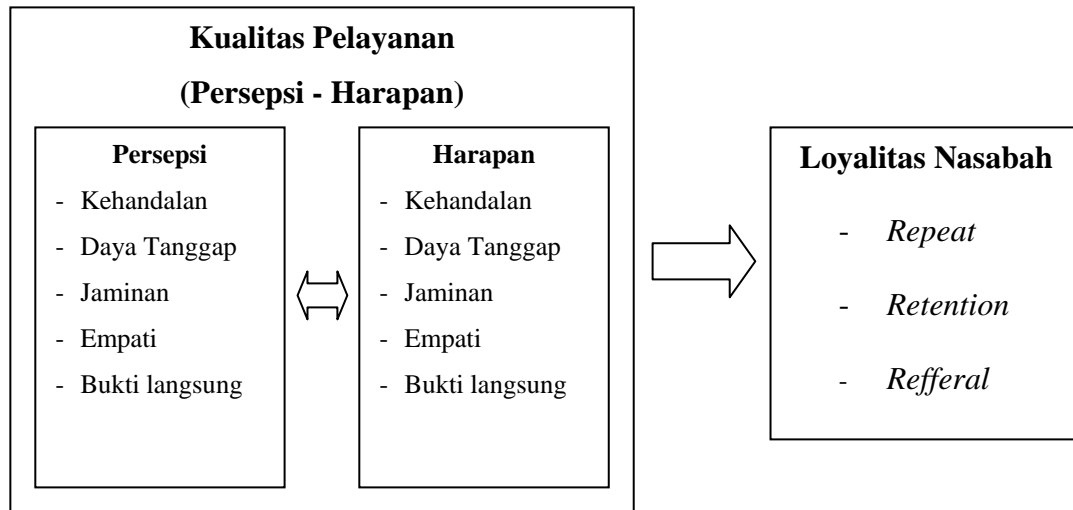 Kualitas Pelayanan
(Persepsi - Harapan)
Persepsi
- Kehandalan
- Daya Tanggap
- Jaminan
- Empati
- Bukti langsung
Harapan
- Kehandalan
- Daya Tanggap
- Jaminan
- Empati
- Bukti langsung
Loyalitas Nasabah
- Repeat
- Retention
- Refferal